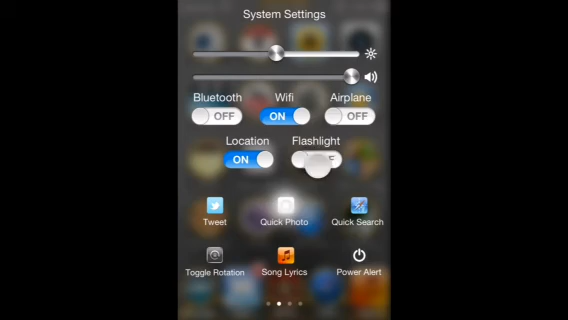 System Settings
Bluetooth Wifi Airplane
OFF ON OFF
Location Flashlight
ON
Tweet Quick Photo Quick Search
Toggle Rotation Song Lyrics Power Alert